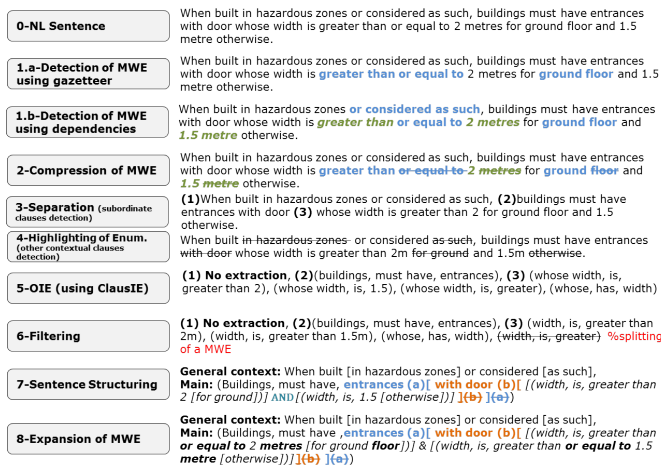 0-NL Sentence
When built in hazardous zones or considered as such, buildings must have entrances
with door whose width is greater than or equal to 2 metres for ground floor and 1.5
metre otherwise.
1.a-Detection of MWE
using gazetteer
When built in hazardous zones or considered as such, buildings must have entrances
with door whose width is greater than or equal to 2 metres for ground floor and 1.5
metre otherwise.
1.b-Detection of MWE
using dependencies
When built in hazardous zones or considered as such, buildings must have entrances
with door whose width is greater than or equal to 2 metres for ground floor and
1.5 metre otherwise.
2-Compression of MWE
When built in hazardous zones or considered as such, buildings must have entrances
with door whose width is greater than or equal to 2 metres for ground floor and
1.5 metre otherwise.
3-Separation (subordinate
clauses detection)
(1)When built in hazardous zones or considered as such, (2)buildings must have
entrances with door (3) whose width is greater than 2 for ground floor and 1.5
otherwise.
4-Highlighting of Enum.
(other contextual clauses
detection)
When built in hazardous zones or considered as such, buildings must have entrances
with door whose width is greater than 2m for ground and 1.5m otherwise.
5-OIE (using ClausIE)
(1) No extraction, (2)(buildings, must have, entrances), (3) (whose width, is,
greater than 2), (whose width, is, 1.5), (whose width, is, greater), (whose, has, width)
6-Filtering
(1) No extraction, (2)(buildings, must have, entrances), (3) (width, is, greater than
2m), (width, is, greater than 1.5m), (whose, has, width), (width, is, greater) %splitting
of a MWE
7-Sentence Structuring
General context: When built [in hazardous zones] or considered [as such],
Main: (Buildings, must have, entrances (a)[ with door (b)[ [(width, is, greater than
2 [for ground])] AND [(width, is, 1.5 [otherwise])] ](b) ](a))
8-Expansion of MWE
General context: When built [in hazardous zones] or considered [as such],
Main: (Buildings, must have ,entrances (a)[ with door (b)[ [(width, is, greater than
or equal to 2 metres [for ground floor])] & [(width, is, greater than or equal to 1.5
metre [otherwise])] ](b) ](a))